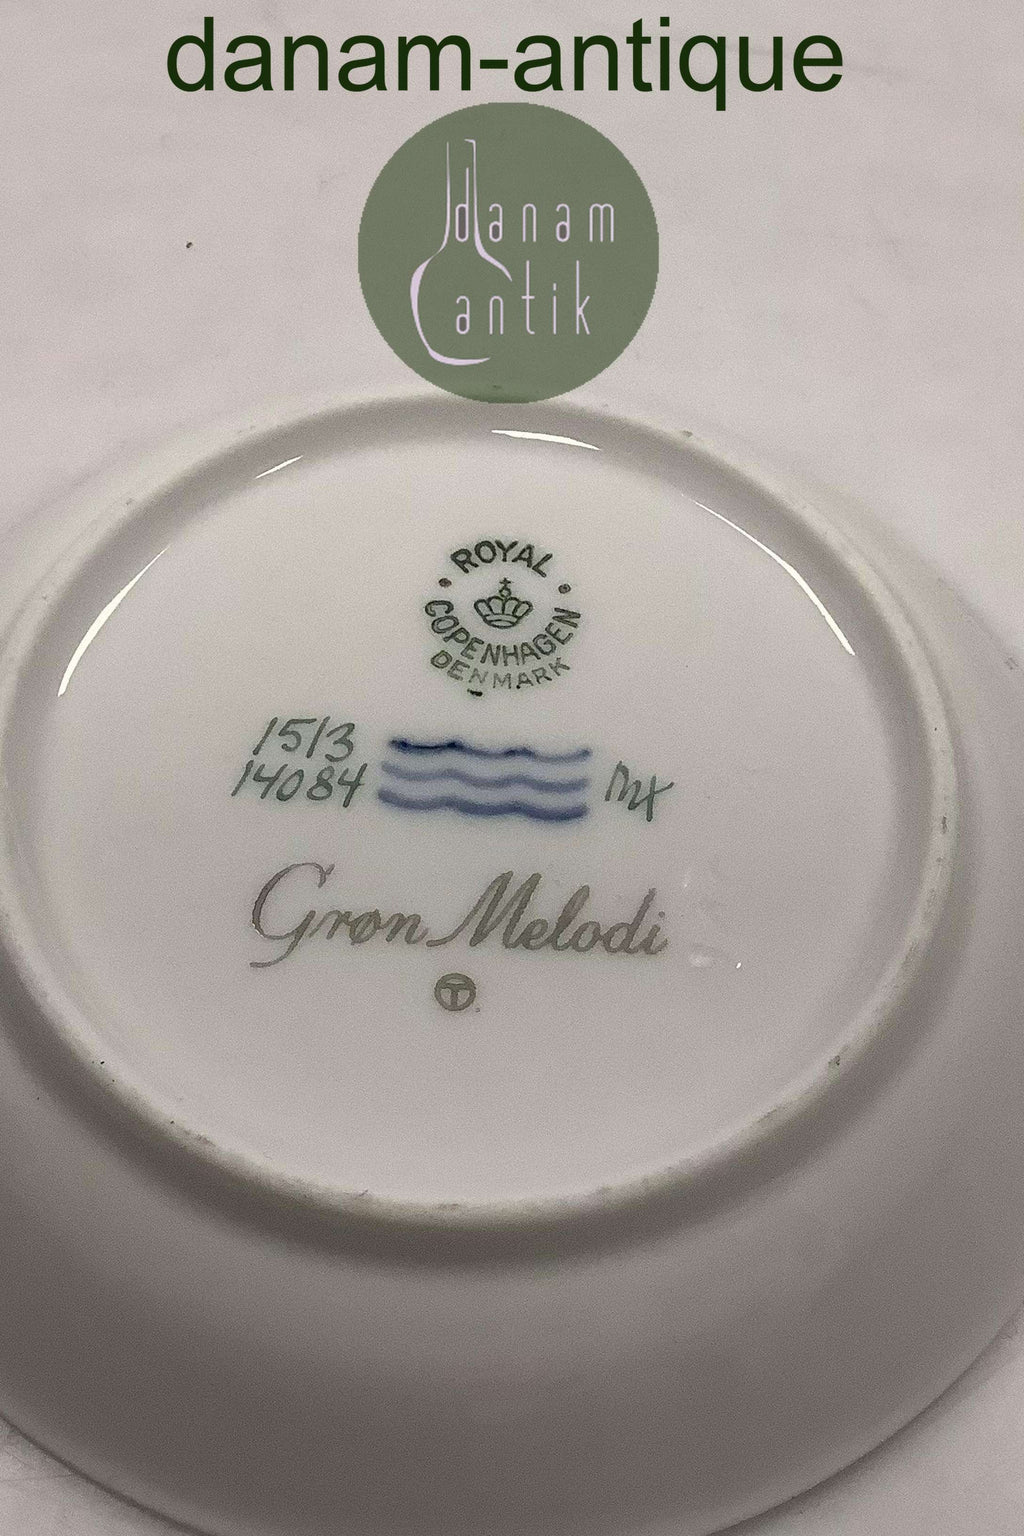 danam-antique
danam
antik
ROYAL
COPENHAGEN
DENMARK
1513
14084
Grøn Melodi
T